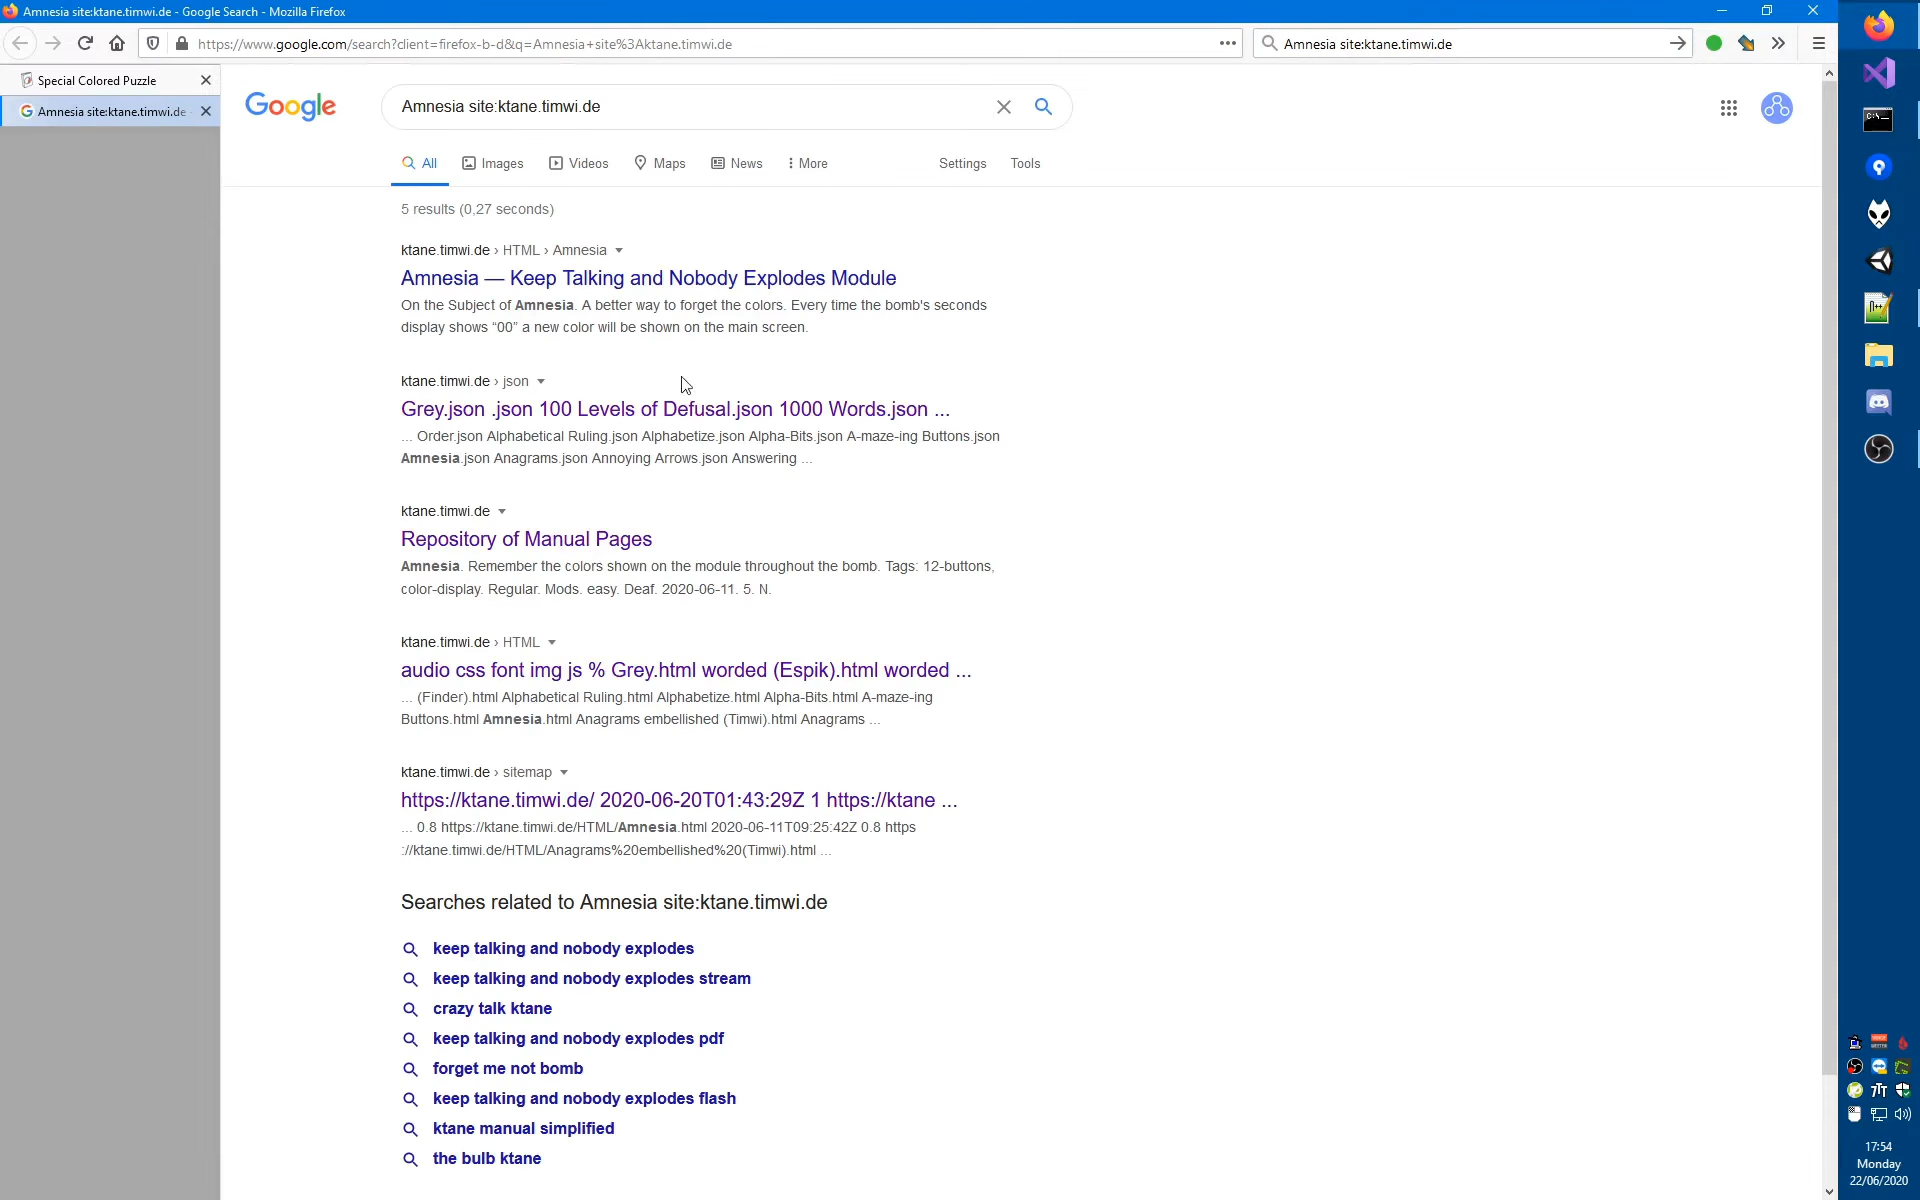 Amnesia site:ktane.timwi.de - Google Search - Mozilla Firefox
https://www.google.com/search?client=firefox-b-d&q=Amnesia+site%3Aktane.timwi.de
Amnesia site:ktane.timwi.de
Special Colored Puzzle
Amnesia site:ktane.timwi.de -
Google
Amnesia site:ktane.timwi.de
All
Images
Videos
Maps
News
More
Settings
Tools
5 results (0,27 seconds)
ktane.timwi.de › HTML › Amnesia
Amnesia — Keep Talking and Nobody Explodes Module
On the Subject of Amnesia. A better way to forget the colors. Every time the bomb's seconds
display shows “00” a new color will be shown on the main screen.
ktane.timwi.de › json
Grey.json .json 100 Levels of Defusal.json 1000 Words.json ...
... Order.json Alphabetical Ruling.json Alphabetize.json Alpha-Bits.json A-maze-ing Buttons.json
Amnesia.json Anagrams.json Annoying Arrows.json Answering ...
ktane.timwi.de
Repository of Manual Pages
Amnesia. Remember the colors shown on the module throughout the bomb. Tags: 12-buttons,
color-display. Regular. Mods. easy. Deaf. 2020-06-11. 5. N.
ktane.timwi.de › HTML
audio css font img js % Grey.html worded (Espik).html worded ...
... (Finder).html Alphabetical Ruling.html Alphabetize.html Alpha-Bits.html A-maze-ing
Buttons.html Amnesia.html Anagrams embellished (Timwi).html Anagrams ...
ktane.timwi.de › sitemap
https://ktane.timwi.de/ 2020-06-20T01:43:29Z 1 https://ktane ...
... 0.8 https://ktane.timwi.de/HTML/Amnesia.html 2020-06-11T09:25:42Z 0.8 https
://ktane.timwi.de/HTML/Anagrams%20embellished%20(Timwi).html ...
Searches related to Amnesia site:ktane.timwi.de
keep talking and nobody explodes
keep talking and nobody explodes stream
crazy talk ktane
keep talking and nobody explodes pdf
forget me not bomb
keep talking and nobody explodes flash
ktane manual simplified
the bulb ktane
17:54
Monday
22/06/2020